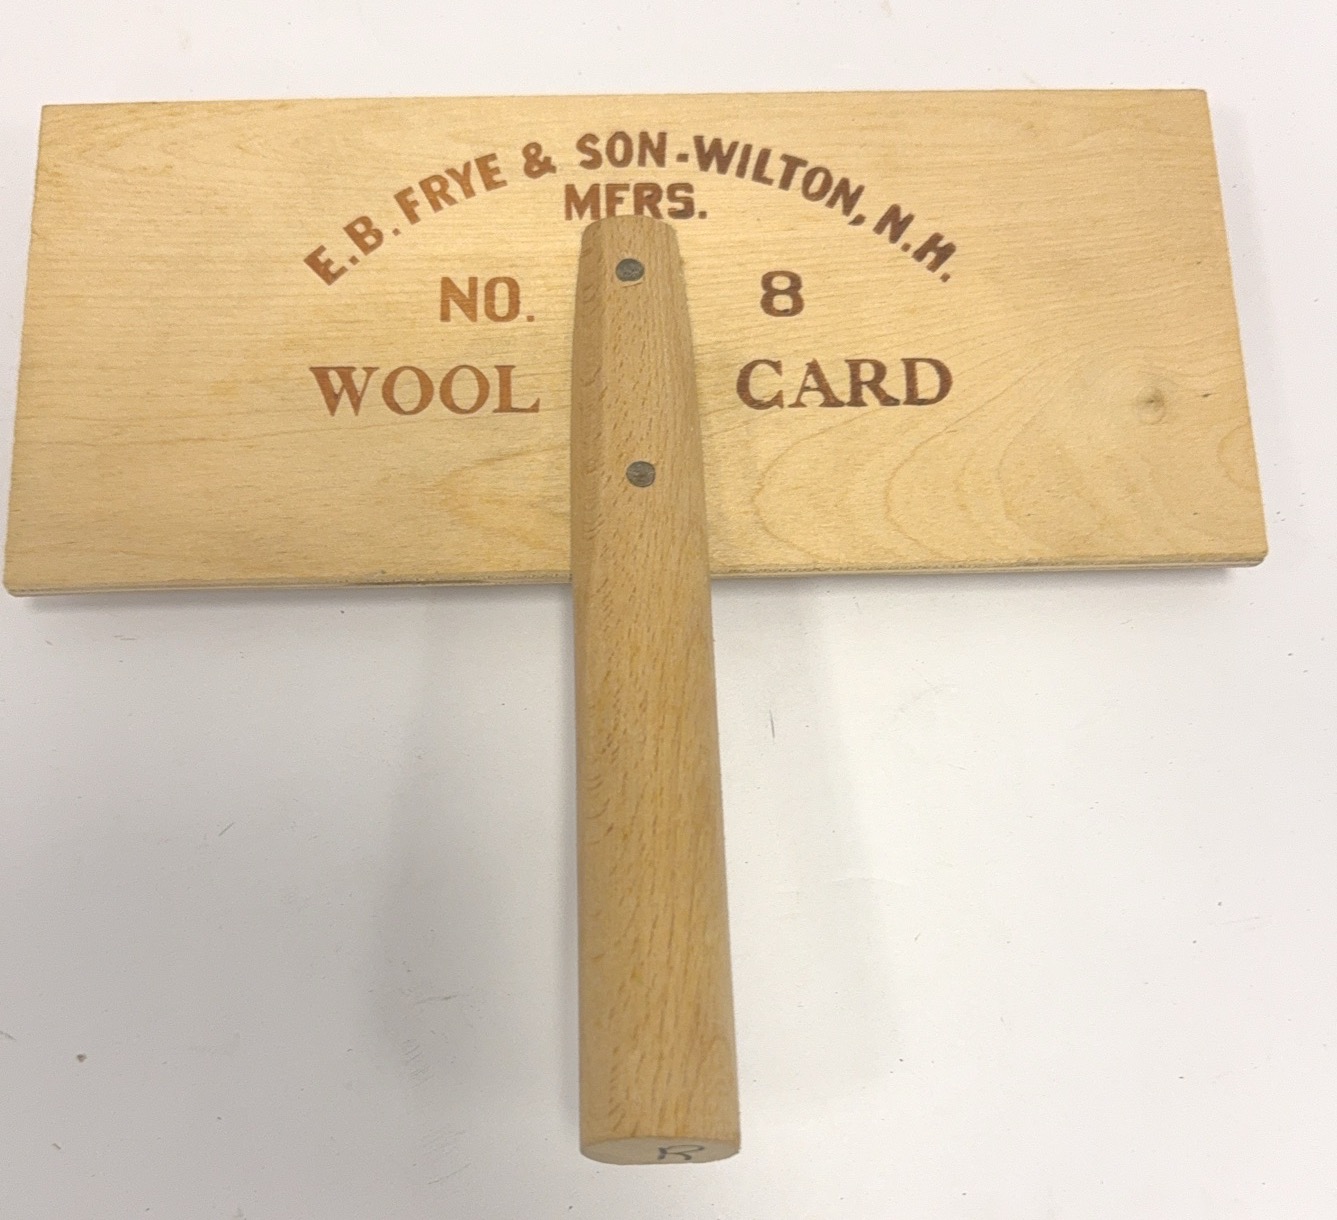 E.B. FRYE & SON-WILTON, N.H.
MFRS.
NO. 8
WOOL CARD
R